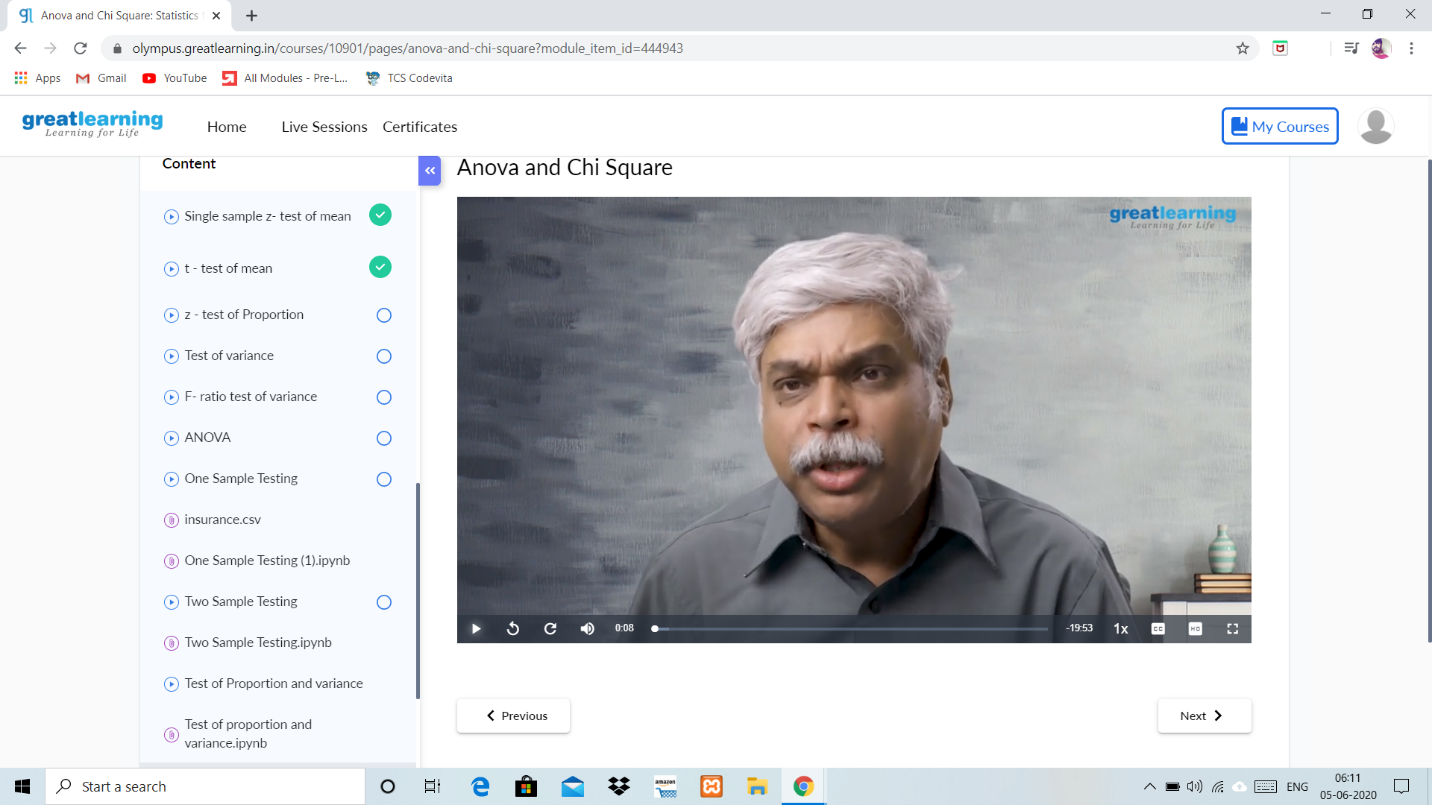 Anova and Chi Square: Statistics
olympus.greatlearning.in/courses/10901/pages/anova-and-chi-square?module_item_id=444943
Apps
Gmail
YouTube
All Modules - Pre-L...
TCS Codevita
greatlearning
Learning for Life
Home
Live Sessions
Certificates
My Courses
Content
Single sample z- test of mean
t - test of mean
z - test of Proportion
Test of variance
F- ratio test of variance
ANOVA
One Sample Testing
insurance.csv
One Sample Testing (1).ipynb
Two Sample Testing
Two Sample Testing.ipynb
Test of Proportion and variance
Test of proportion and
variance.ipynb
Anova and Chi Square
greatlearning
Learning for Life
0:08
-19:53
1x
CC
HD
Previous
Next
Start a search
amazon
ENG
06:11
05-06-2020